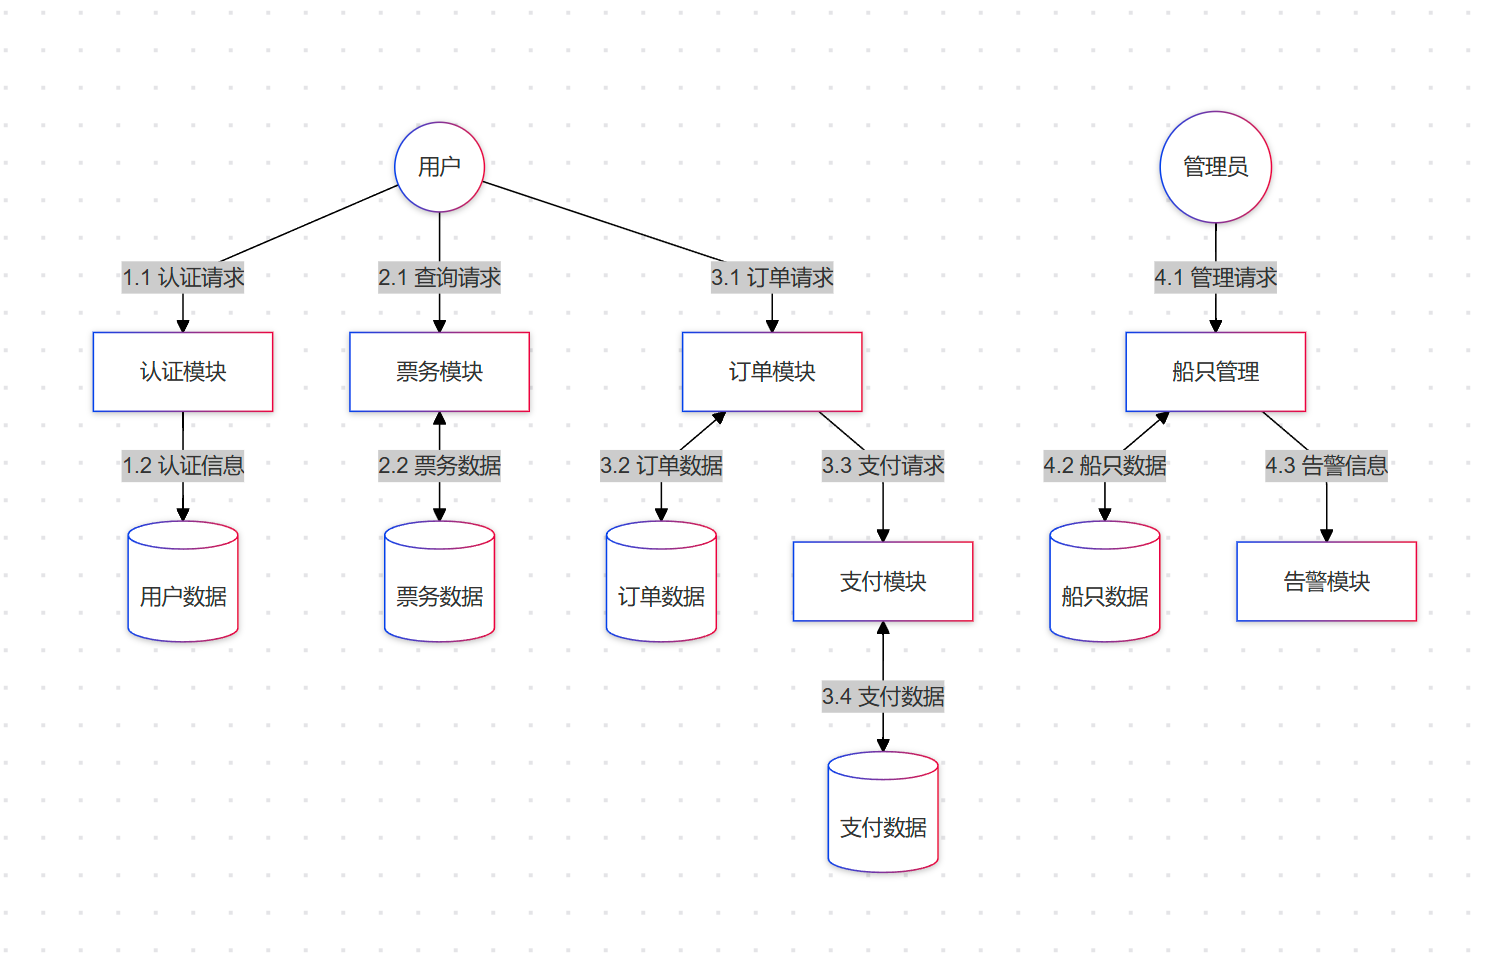 用户
管理员
1.1 认证请求
2.1 查询请求
3.1 订单请求
4.1 管理请求
认证模块
票务模块
订单模块
船只管理
1.2 认证信息
2.2 票务数据
3.2 订单数据
3.3 支付请求
4.2 船只数据
4.3 告警信息
用户数据
票务数据
订单数据
支付模块
船只数据
告警模块
3.4 支付数据
支付数据